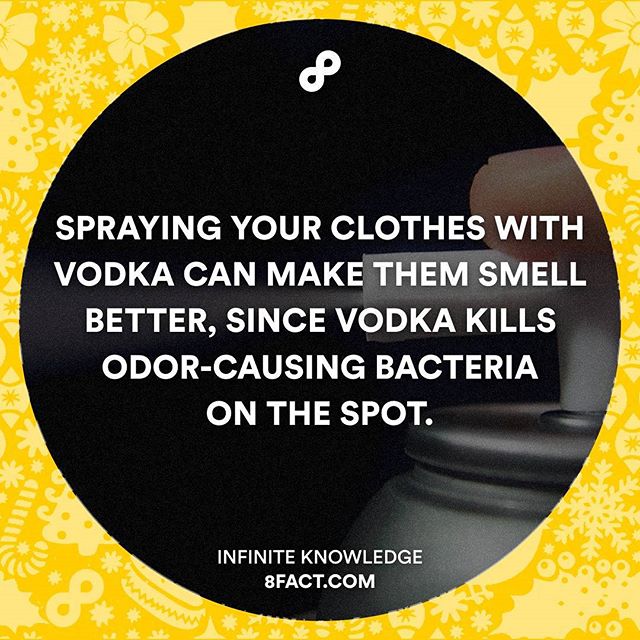 SPRAYING YOUR CLOTHES WITH
VODKA CAN MAKE THEM SMELL
BETTER, SINCE VODKA KILLS
ODOR-CAUSING BACTERIA
ON THE SPOT.
INFINITE KNOWLEDGE
8FACT.COM